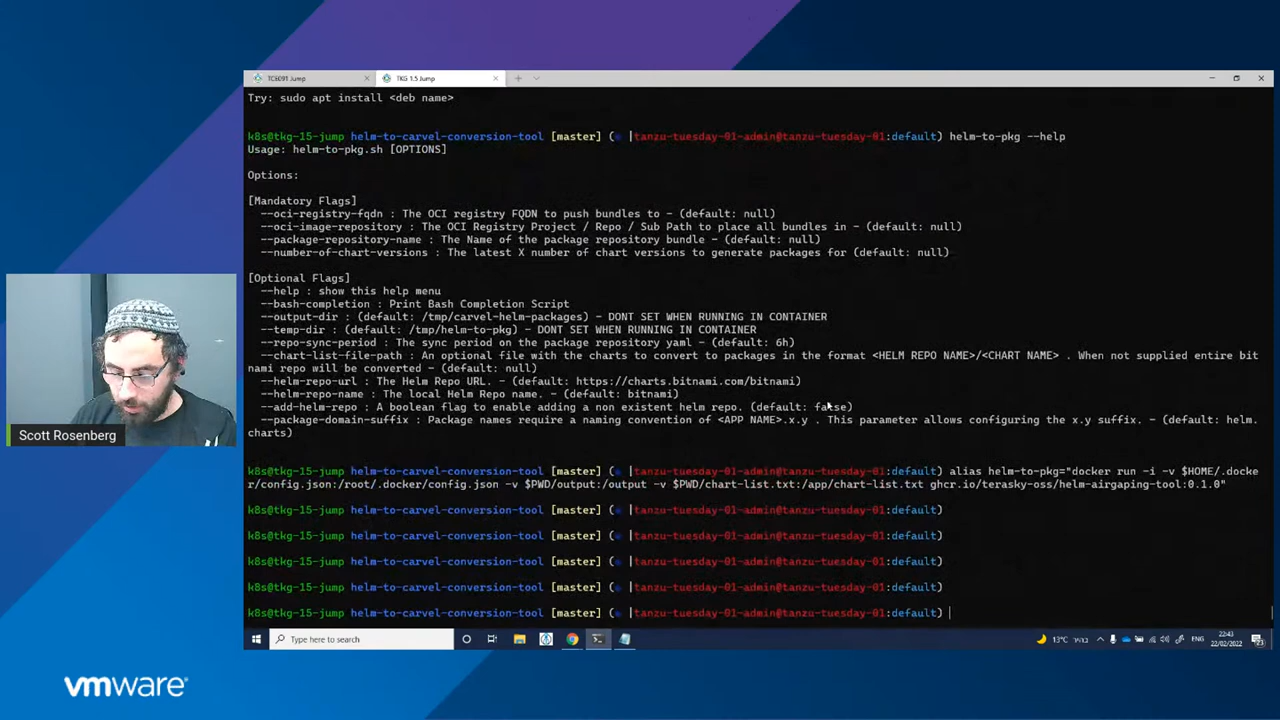 TCE091 Jump
TKG 1.5 Jump
Try: sudo apt install <deb name>
k8s@tkg-15-jump helm-to-carvel-conversion-tool [master] (⎈ |tanzu-tuesday-01-admin@tanzu-tuesday-01:default) helm-to-pkg --help
Usage: helm-to-pkg.sh [OPTIONS]
Options:
[Mandatory Flags]
--oci-registry-fqdn : The OCI registry FQDN to push bundles to - (default: null)
--oci-image-repository : The OCI Registry Project / Repo / Sub Path to place all bundles in - (default: null)
--package-repository-name : The Name of the package repository bundle - (default: null)
--number-of-chart-versions : The latest X number of chart versions to generate packages for (default: null)
[Optional Flags]
--help : show this help menu
--bash-completion : Print Bash Completion Script
--output-dir : (default: /tmp/carvel-helm-packages) - DONT SET WHEN RUNNING IN CONTAINER
--temp-dir : (default: /tmp/helm-to-pkg) - DONT SET WHEN RUNNING IN CONTAINER
--repo-sync-period : The sync period on the package repository yaml - (default: 6h)
--chart-list-file-path : An optional file with the charts to convert to packages in the format <HELM REPO NAME>/<CHART NAME> . When not supplied entire bit
nami repo will be converted - (default: null)
--helm-repo-url : The Helm Repo URL. - (default: https://charts.bitnami.com/bitnami)
--helm-repo-name : The local Helm Repo name. - (default: bitnami)
--add-helm-repo : A boolean flag to enable adding a non existent helm repo. (default: false)
--package-domain-suffix : Package names require a naming convention of <APP NAME>.x.y . This parameter allows configuring the x.y suffix. - (default: helm.
charts)
k8s@tkg-15-jump helm-to-carvel-conversion-tool [master] (⎈ |tanzu-tuesday-01-admin@tanzu-tuesday-01:default) alias helm-to-pkg="docker run -i -v $HOME/.docke
r/config.json:/root/.docker/config.json -v $PWD/output:/output -v $PWD/chart-list.txt:/app/chart-list.txt ghcr.io/terasky-oss/helm-airgaping-tool:0.1.0"
k8s@tkg-15-jump helm-to-carvel-conversion-tool [master] (⎈ |tanzu-tuesday-01-admin@tanzu-tuesday-01:default)
k8s@tkg-15-jump helm-to-carvel-conversion-tool [master] (⎈ |tanzu-tuesday-01-admin@tanzu-tuesday-01:default)
k8s@tkg-15-jump helm-to-carvel-conversion-tool [master] (⎈ |tanzu-tuesday-01-admin@tanzu-tuesday-01:default)
k8s@tkg-15-jump helm-to-carvel-conversion-tool [master] (⎈ |tanzu-tuesday-01-admin@tanzu-tuesday-01:default)
k8s@tkg-15-jump helm-to-carvel-conversion-tool [master] (⎈ |tanzu-tuesday-01-admin@tanzu-tuesday-01:default)
Scott Rosenberg
Type here to search
13°C בהיר
ENG
22:43
22/02/2022
vmware®